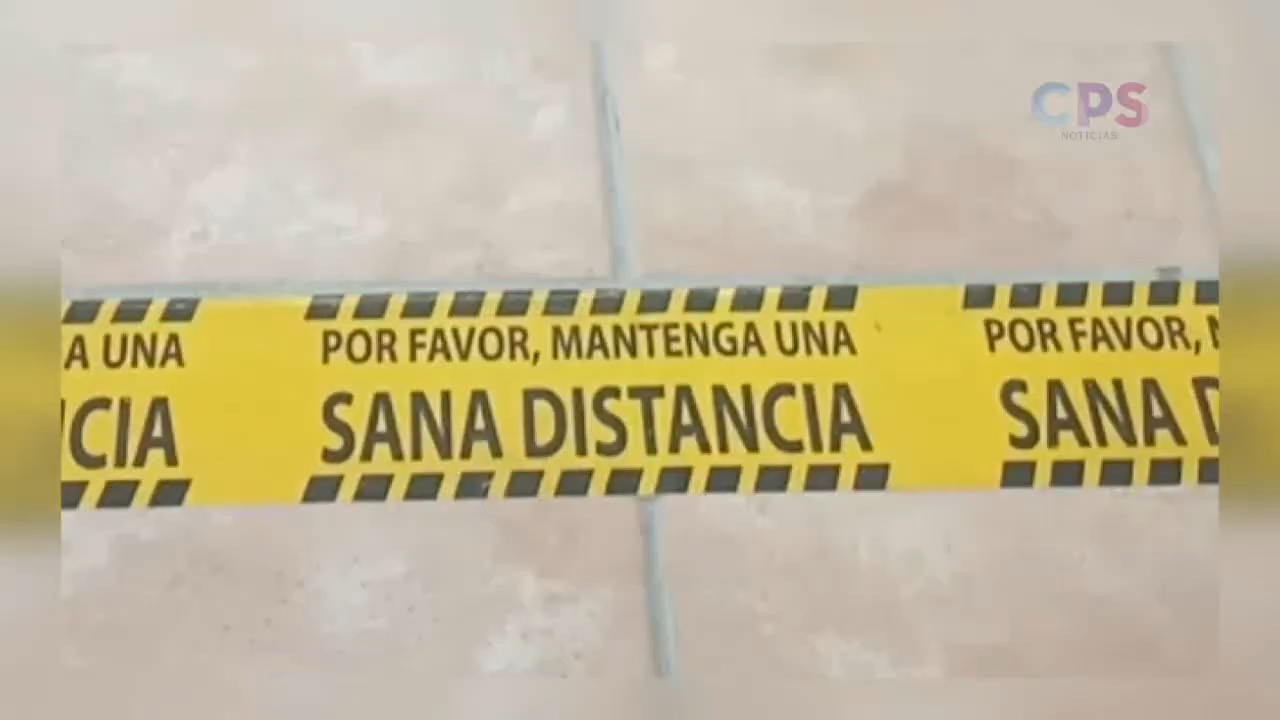 CPS
NOTICIAS
A UNA
CIA
POR FAVOR, MANTENGA UNA
SANA DISTANCIA
POR FAVOR,
SANA